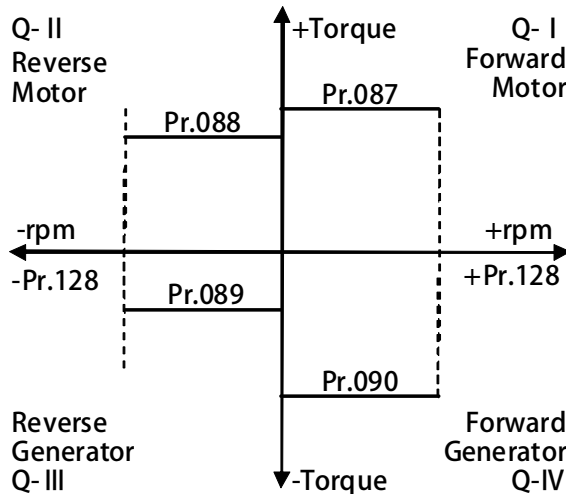 Q- II
Reverse
Motor
+Torque
Q- I
Forward
Motor
Pr.088
Pr.087
-rpm
+rpm
-Pr.128
+Pr.128
Pr.089
Pr.090
Reverse
Generator
Q-III
-Torque
Forward
Generator
Q-IV